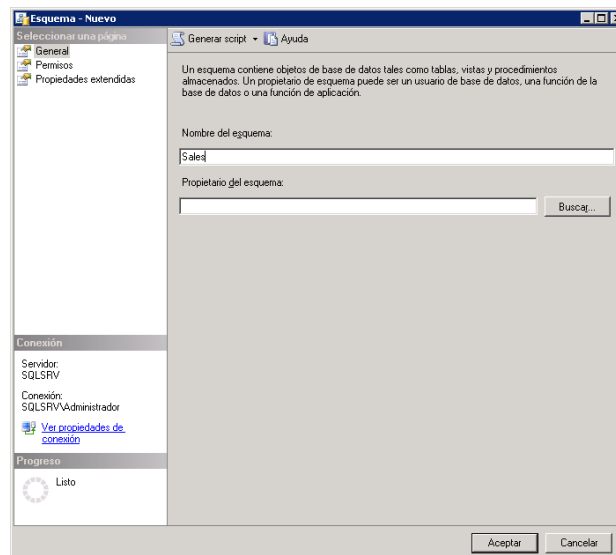 Esquema - Nuevo
Seleccionar una página
General
Permisos
Propiedades extendidas
Generar script
Ayuda
Un esquema contiene objetos de base de datos tales como tablas, vistas y procedimientos
almacenados. Un propietario de esquema puede ser un usuario de base de datos, una función de la
base de datos o una función de aplicación.
Nombre del esquema:
Sales
Propietario del esquema:
Buscar...
Conexión
Servidor:
SQLSRV
Conexión:
SQLSRV\Administrador
Ver propiedades de
conexión
Progreso
Listo
Aceptar
Cancelar